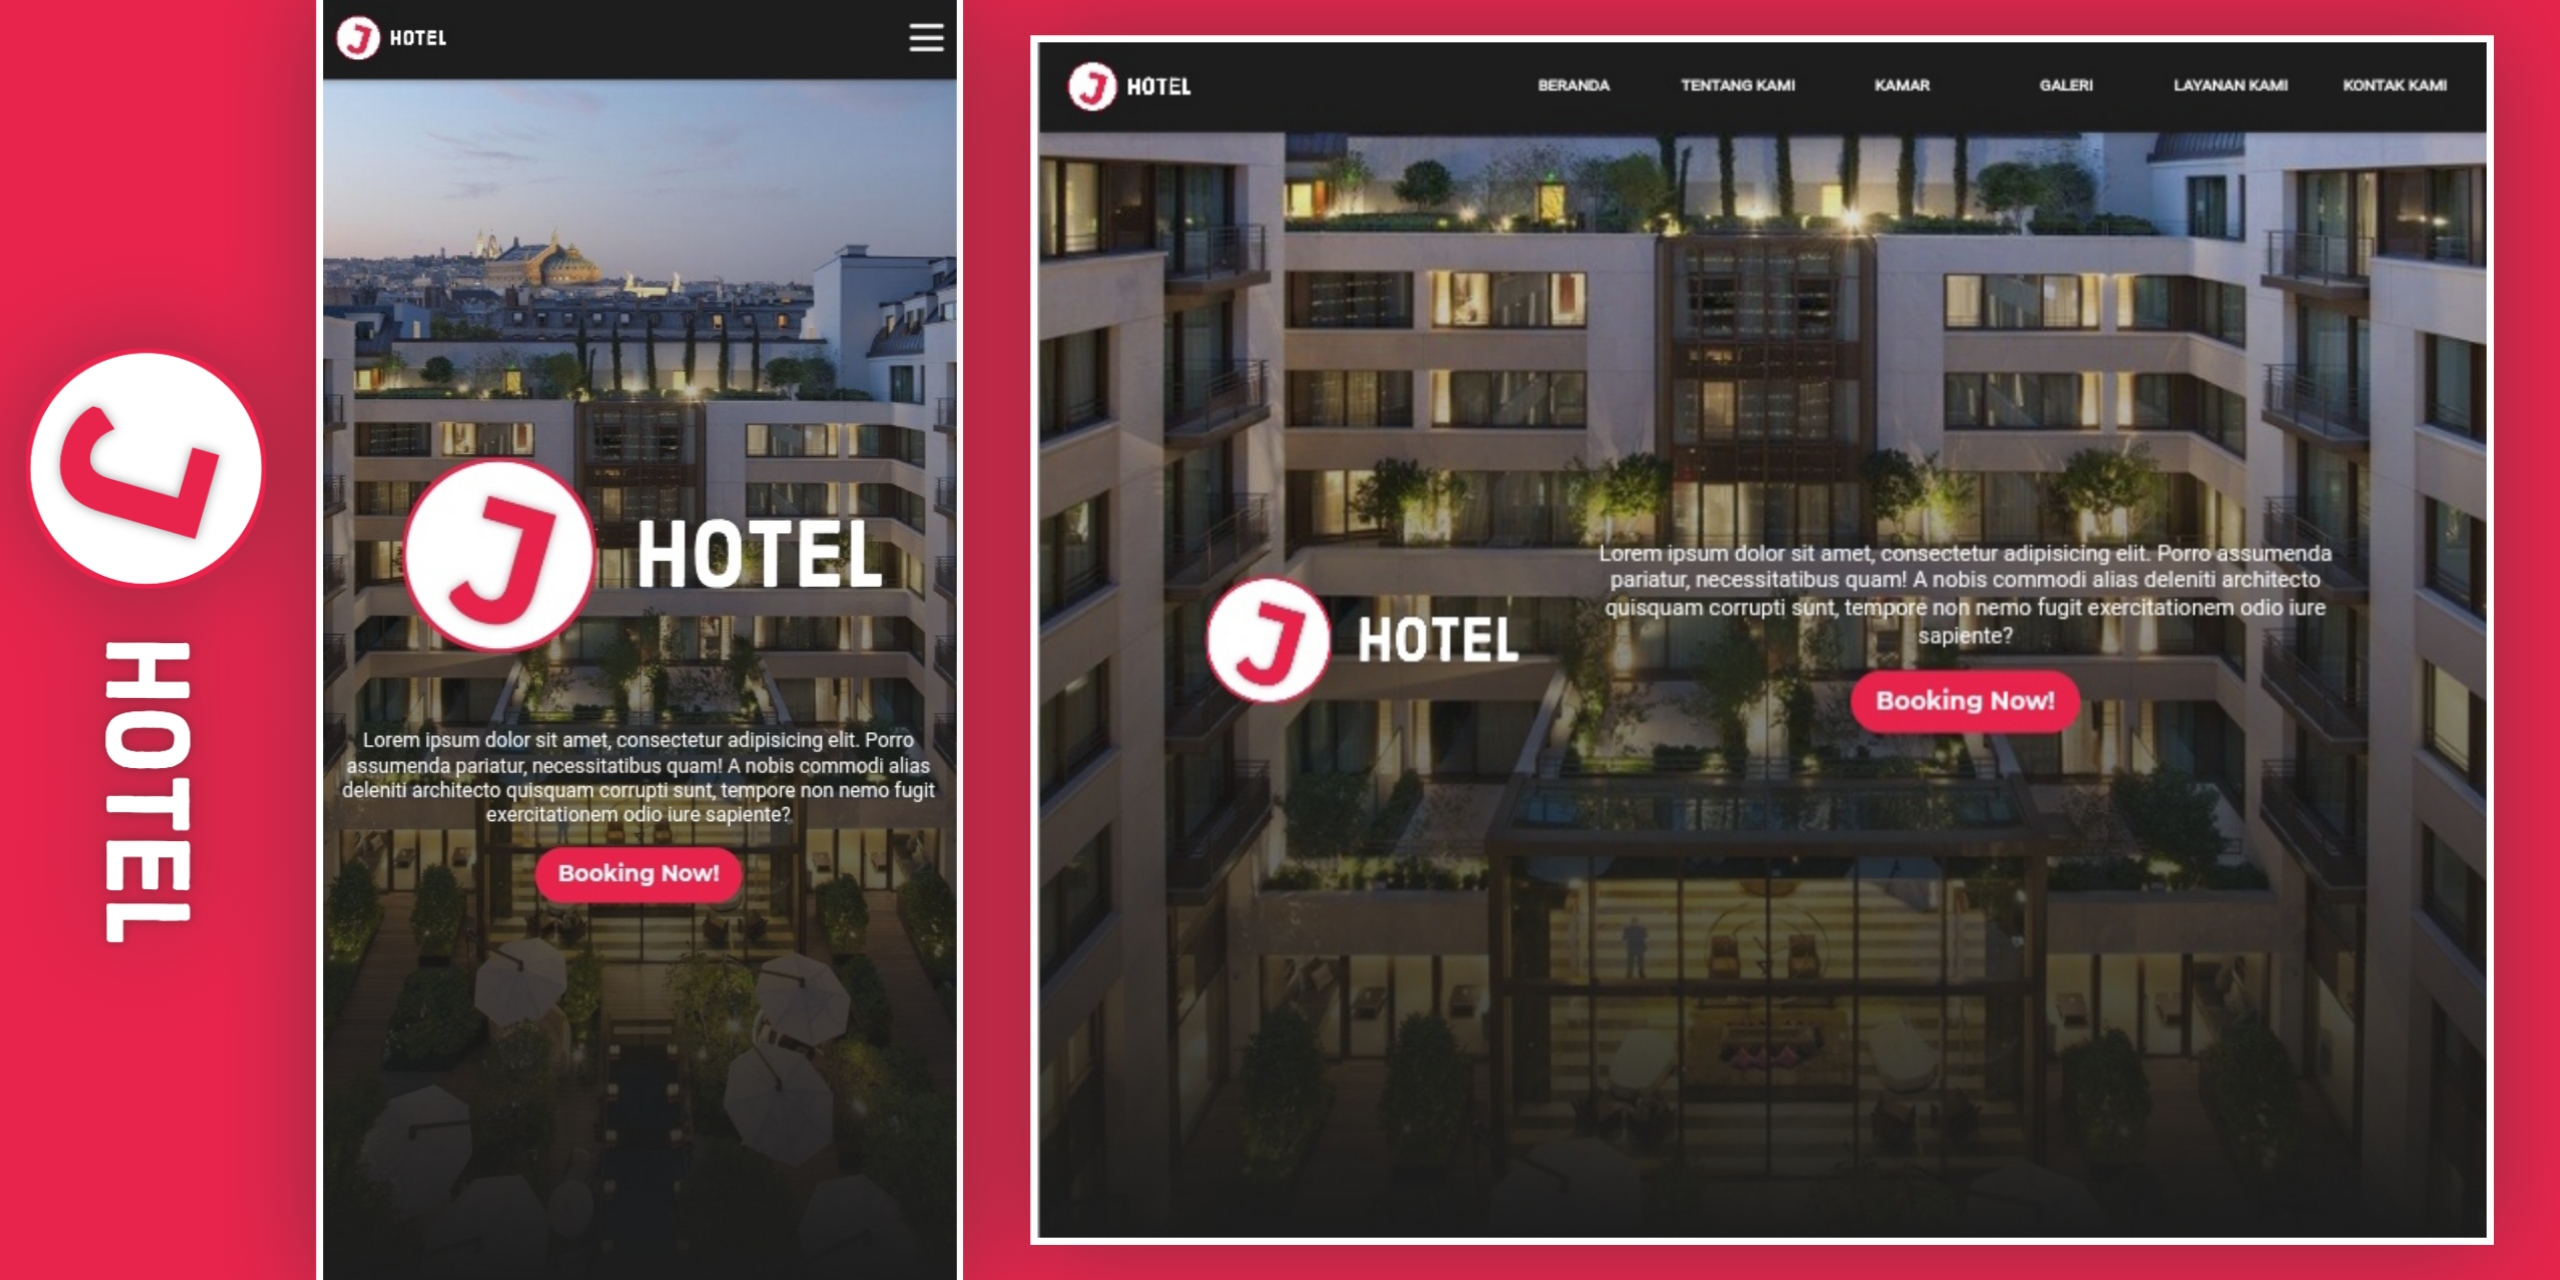 J HOTEL
J HOTEL
J HOTEL
Lorem ipsum dolor sit amet, consectetur adipisicing elit. Porro
assumenda pariatur, necessitatibus quam! A nobis commodi alias
deleniti architecto quisquam corrupti sunt, tempore non nemo fugit
exercitationem odio iure sapiente?
Booking Now!
J HOTEL
BERANDA
TENTANG KAMI
KAMAR
GALERI
LAYANAN KAMI
KONTAK KAMI
J HOTEL
Lorem ipsum dolor sit amet, consectetur adipisicing elit. Porro assumenda
pariatur, necessitatibus quam! A nobis commodi alias deleniti architecto
quisquam corrupti sunt, tempore non nemo fugit exercitationem odio iure
sapiente?
Booking Now!